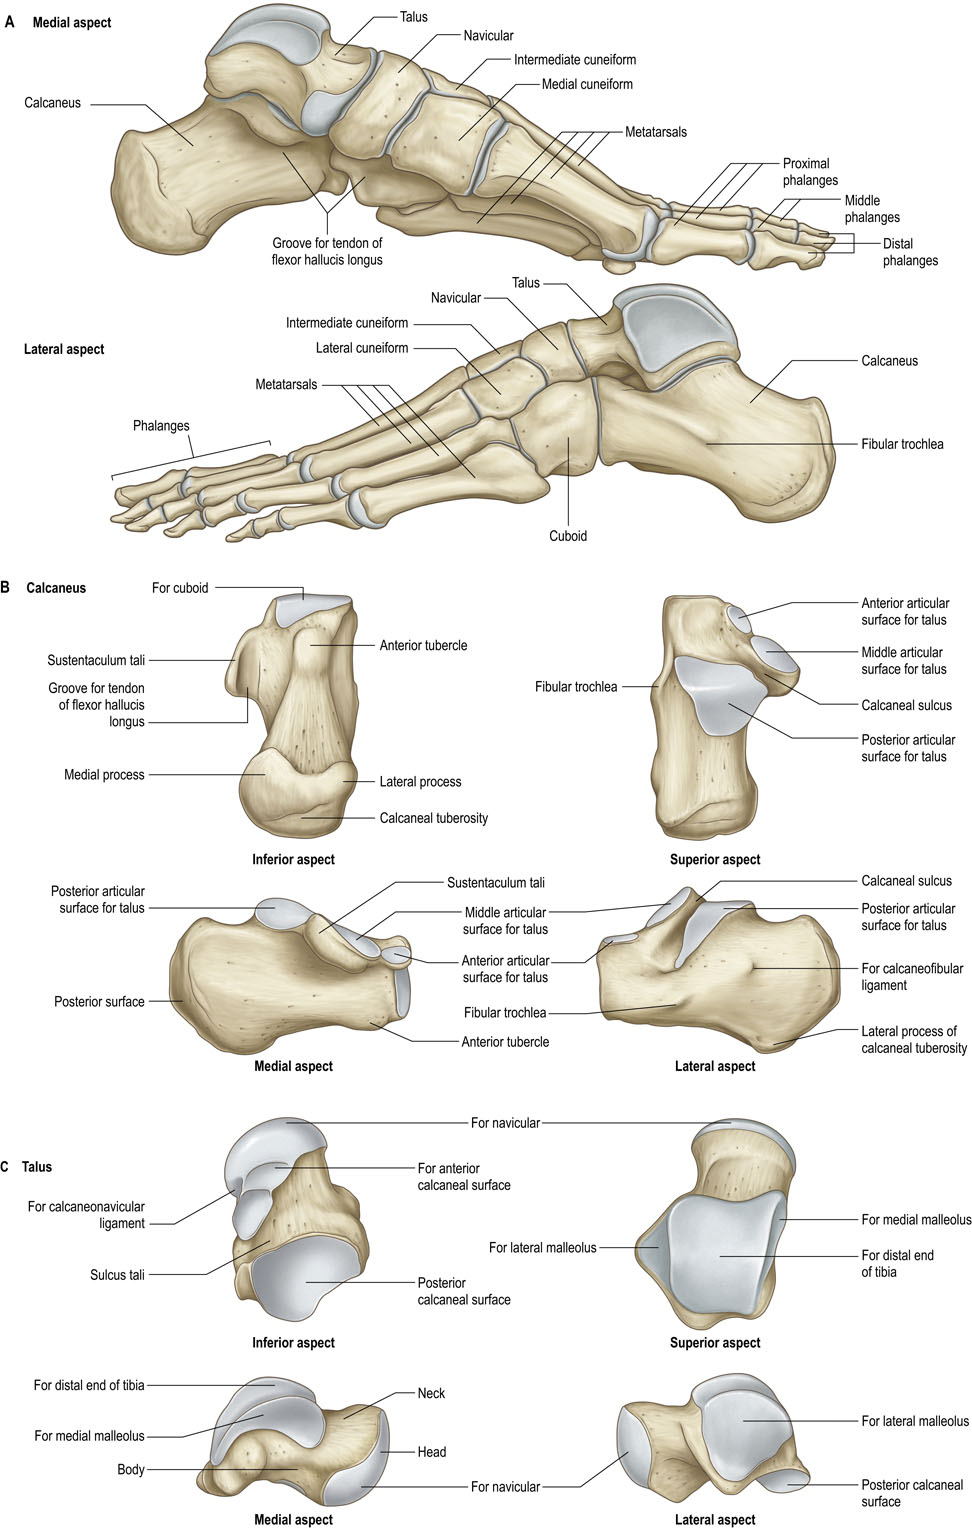 A Medial aspect
Talus
Navicular
Intermediate cuneiform
Medial cuneiform
Calcaneus
Metatarsals
Proximal
phalanges
Middle
phalanges
Groove for tendon of
flexor hallucis longus
Distal
phalanges
Talus
Navicular
Intermediate cuneiform
Lateral aspect
Lateral cuneiform
Calcaneus
Metatarsals
Phalanges
Fibular trochlea
Cuboid
B Calcaneus
For cuboid
Anterior tubercle
Sustentaculum tali
Groove for tendon
of flexor hallucis
longus
Medial process
Lateral process
Calcaneal tuberosity
Inferior aspect
Anterior articular
surface for talus
Middle articular
surface for talus
Fibular trochlea
Calcaneal sulcus
Posterior articular
surface for talus
Superior aspect
Posterior articular
surface for talus
Sustentaculum tali
Middle articular
surface for talus
Anterior articular
surface for talus
Posterior surface
Fibular trochlea
Anterior tubercle
Medial aspect
Calcaneal sulcus
Posterior articular
surface for talus
For calcaneofibular
ligament
Lateral process of
calcaneal tuberosity
Lateral aspect
C Talus
For navicular
For anterior
calcaneal surface
For calcaneonavicular
ligament
Sulcus tali
Posterior
calcaneal surface
Inferior aspect
For medial malleolus
For lateral malleolus
For distal end
of tibia
Superior aspect
For distal end of tibia
Neck
For medial malleolus
Head
Body
For navicular
Medial aspect
For lateral malleolus
Posterior calcaneal
surface
Lateral aspect